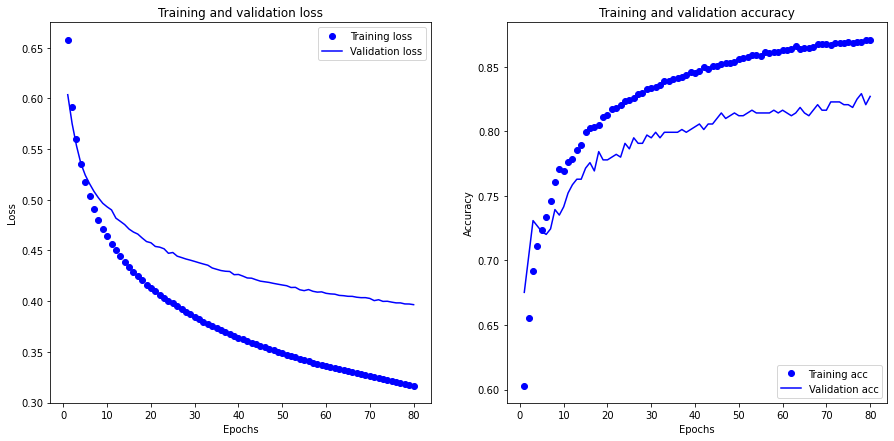 Training and validation loss
Training loss
Validation loss
0.65
0.60
0.55
0.50
0.45
0.40
0.35
0.30
Loss
0 10 20 30 40 50 60 70 80
Epochs
Training and validation accuracy
0.85
0.80
0.75
0.70
0.65
0.60
Accuracy
Training acc
Validation acc
0 10 20 30 40 50 60 70 80
Epochs